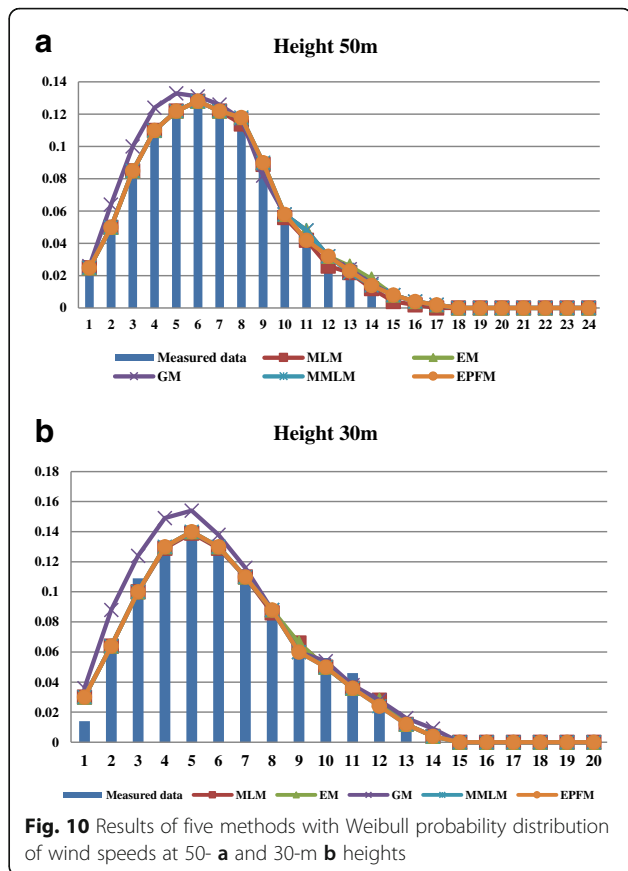 a
Height 50m
0.14
0.12
0.1
0.08
0.06
0.04
0.02
0
1 2 3 4 5 6 7 8 9 10 11 12 13 14 15 16 17 18 19 20 21 22 23 24
Measured data MLM EM
GM MMLM EPFM
b
Height 30m
0.18
0.16
0.14
0.12
0.1
0.08
0.06
0.04
0.02
0
1 2 3 4 5 6 7 8 9 10 11 12 13 14 15 16 17 18 19 20
Measured data MLM EM GM MMLM EPFM
Fig. 10 Results of five methods with Weibull probability distribution
of wind speeds at 50- a and 30-m b heights